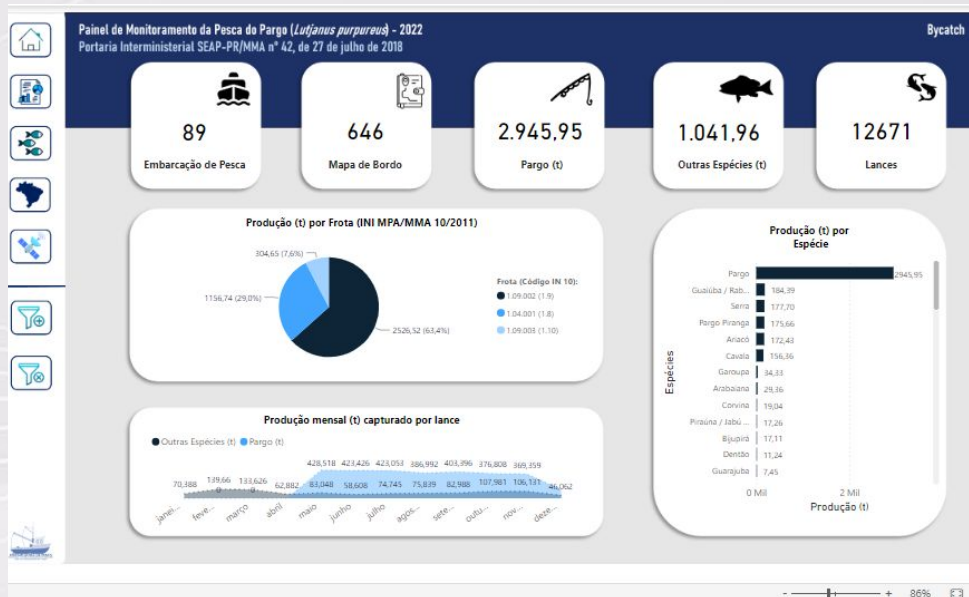 Painel de Monitoramento da Pesca do Pargo (Lutjanus purpureus) - 2022
Bycatch
Portaria Interministerial SEAP-PR/MMA n° 42, de 27 de julho de 2018
89
646
2.945,95
1.041,96
12671
Embarcação de Pesca
Mapa de Bordo
Pargo (t)
Outras Espécies (t)
Lances
Produção (t) por Frota (INI MPA/MMA 10/2011)
304,65 (7,6%)
1156,74 (29,0%)
2526,52 (63,4%)
Frota (Código IN 10):
1.09.002 (1.9)
1.04.001 (1.8)
1.09.003 (1.10)
Produção mensal (t) capturado por lance
Outras Espécies (t) Pargo (t)
428,518 423,426 423,053 386,992 403,396 376,808 369,359
70,388 139,66 133,626 62,882 83,048 58,608 74,745 75,839 82,988 107,981 106,131 46,062
0 0
janei... feve... março abril maio junho julho agos... sete... outu... nov... deze...
Produção (t) por
Espécie
Espécies
Pargo 2945,95
Guaiúba / Rab... 184,39
Serra 177,70
Pargo Piranga 175,66
Ariacó 172,43
Cavala 156,36
Garoupa 34,33
Arabaiana 29,36
Corvina 19,04
Piraúna / Jabú ... 17,26
Bijupirá 17,11
Dentão 11,24
Guarajuba 7,45
0 Mil 2 Mil
Produção (t)
- + 86%